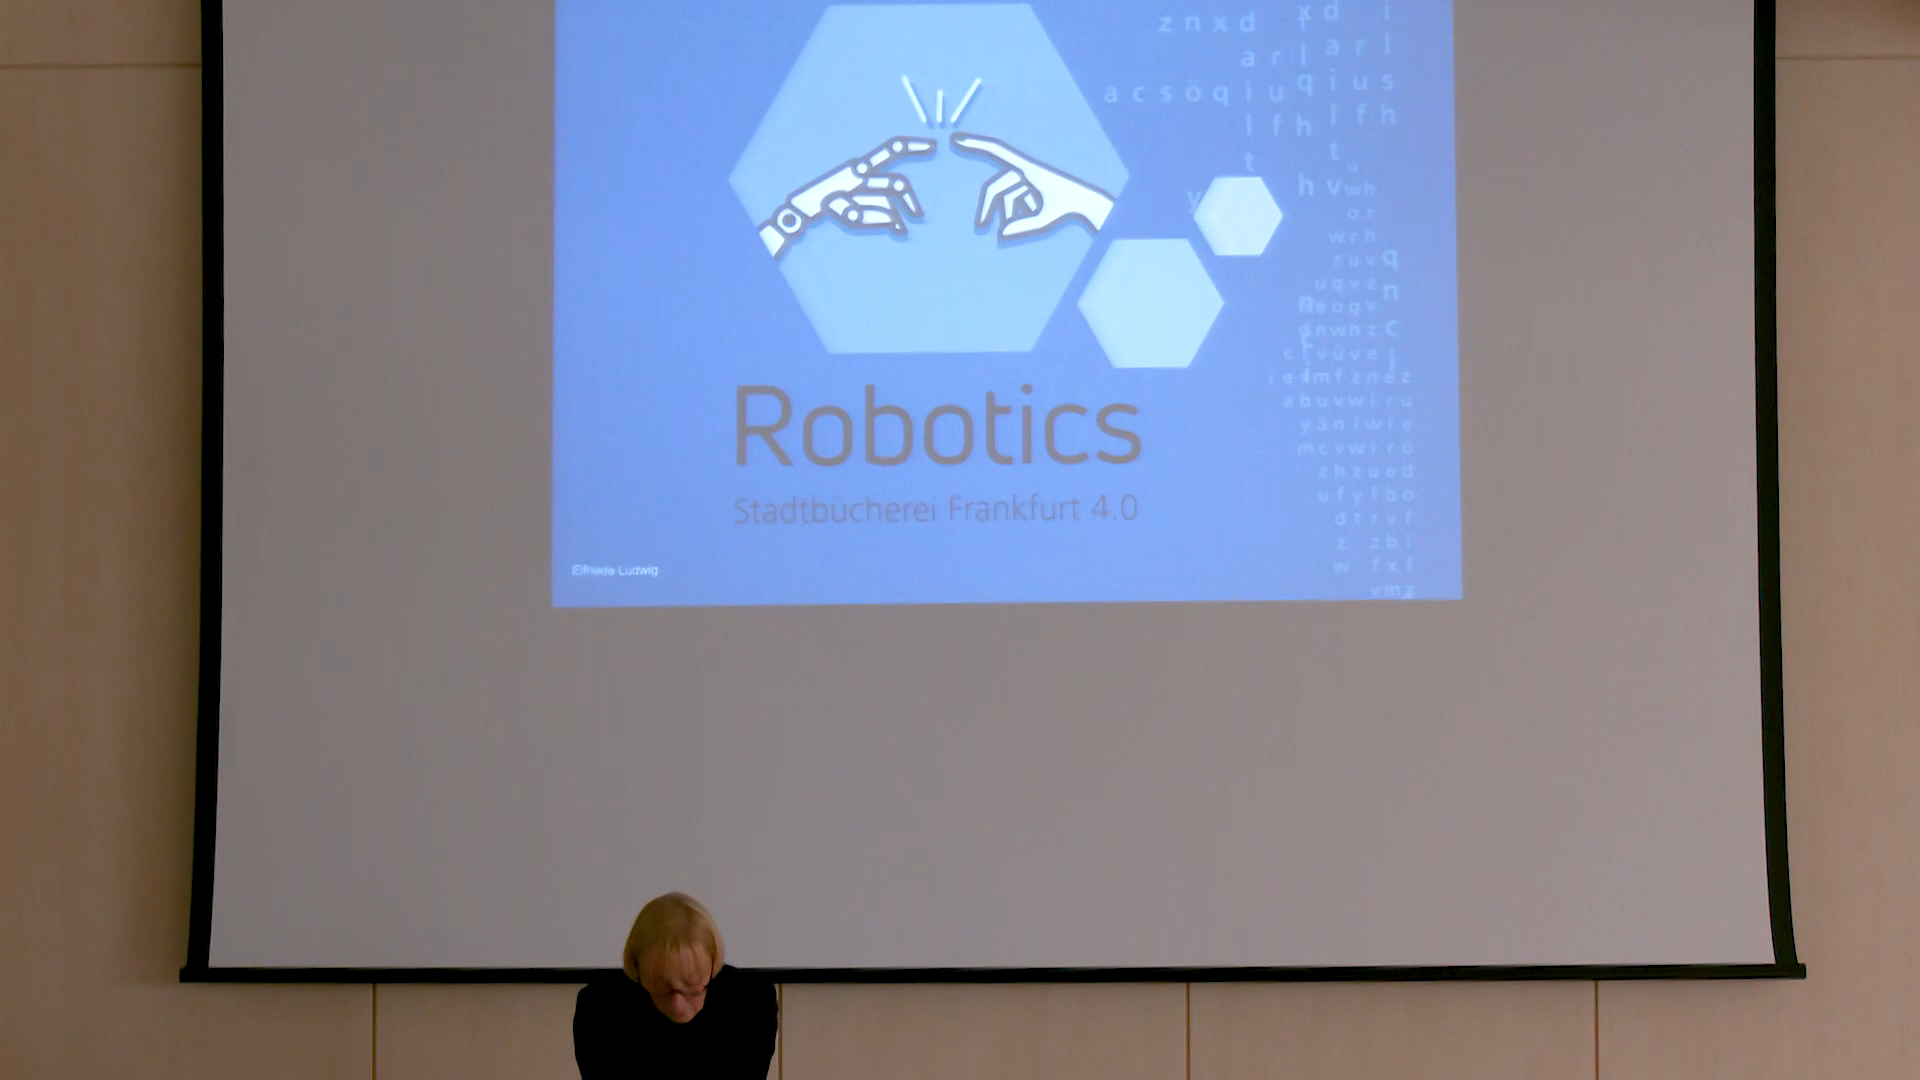 z n x d
a r l
a c s ö q i u
l f h
t
x d i
a r l
q i u s
l f h
t
y
h v w h
o r
w r h
z u v q
u q v z n
e o g v
n w h z c
a b u v w i r u
y ä n i w i e
m c v w i r ö
z h z u e d
u f y f b o
d t r v f
z z b i
w f x f
v m z
Robotics
Stadtbücherei Frankfurt 4.0
Elfriede Ludwig